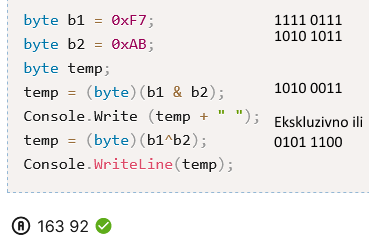 byte b1 = 0xF7;
byte b2 = 0xAB;
byte temp;
temp = (byte)(b1 & b2);
Console.Write (temp + " ");
temp = (byte)(b1^b2);
Console.WriteLine(temp);
1111 0111
1010 1011
1010 0011
Ekskluzivno ili
0101 1100
A 163 92